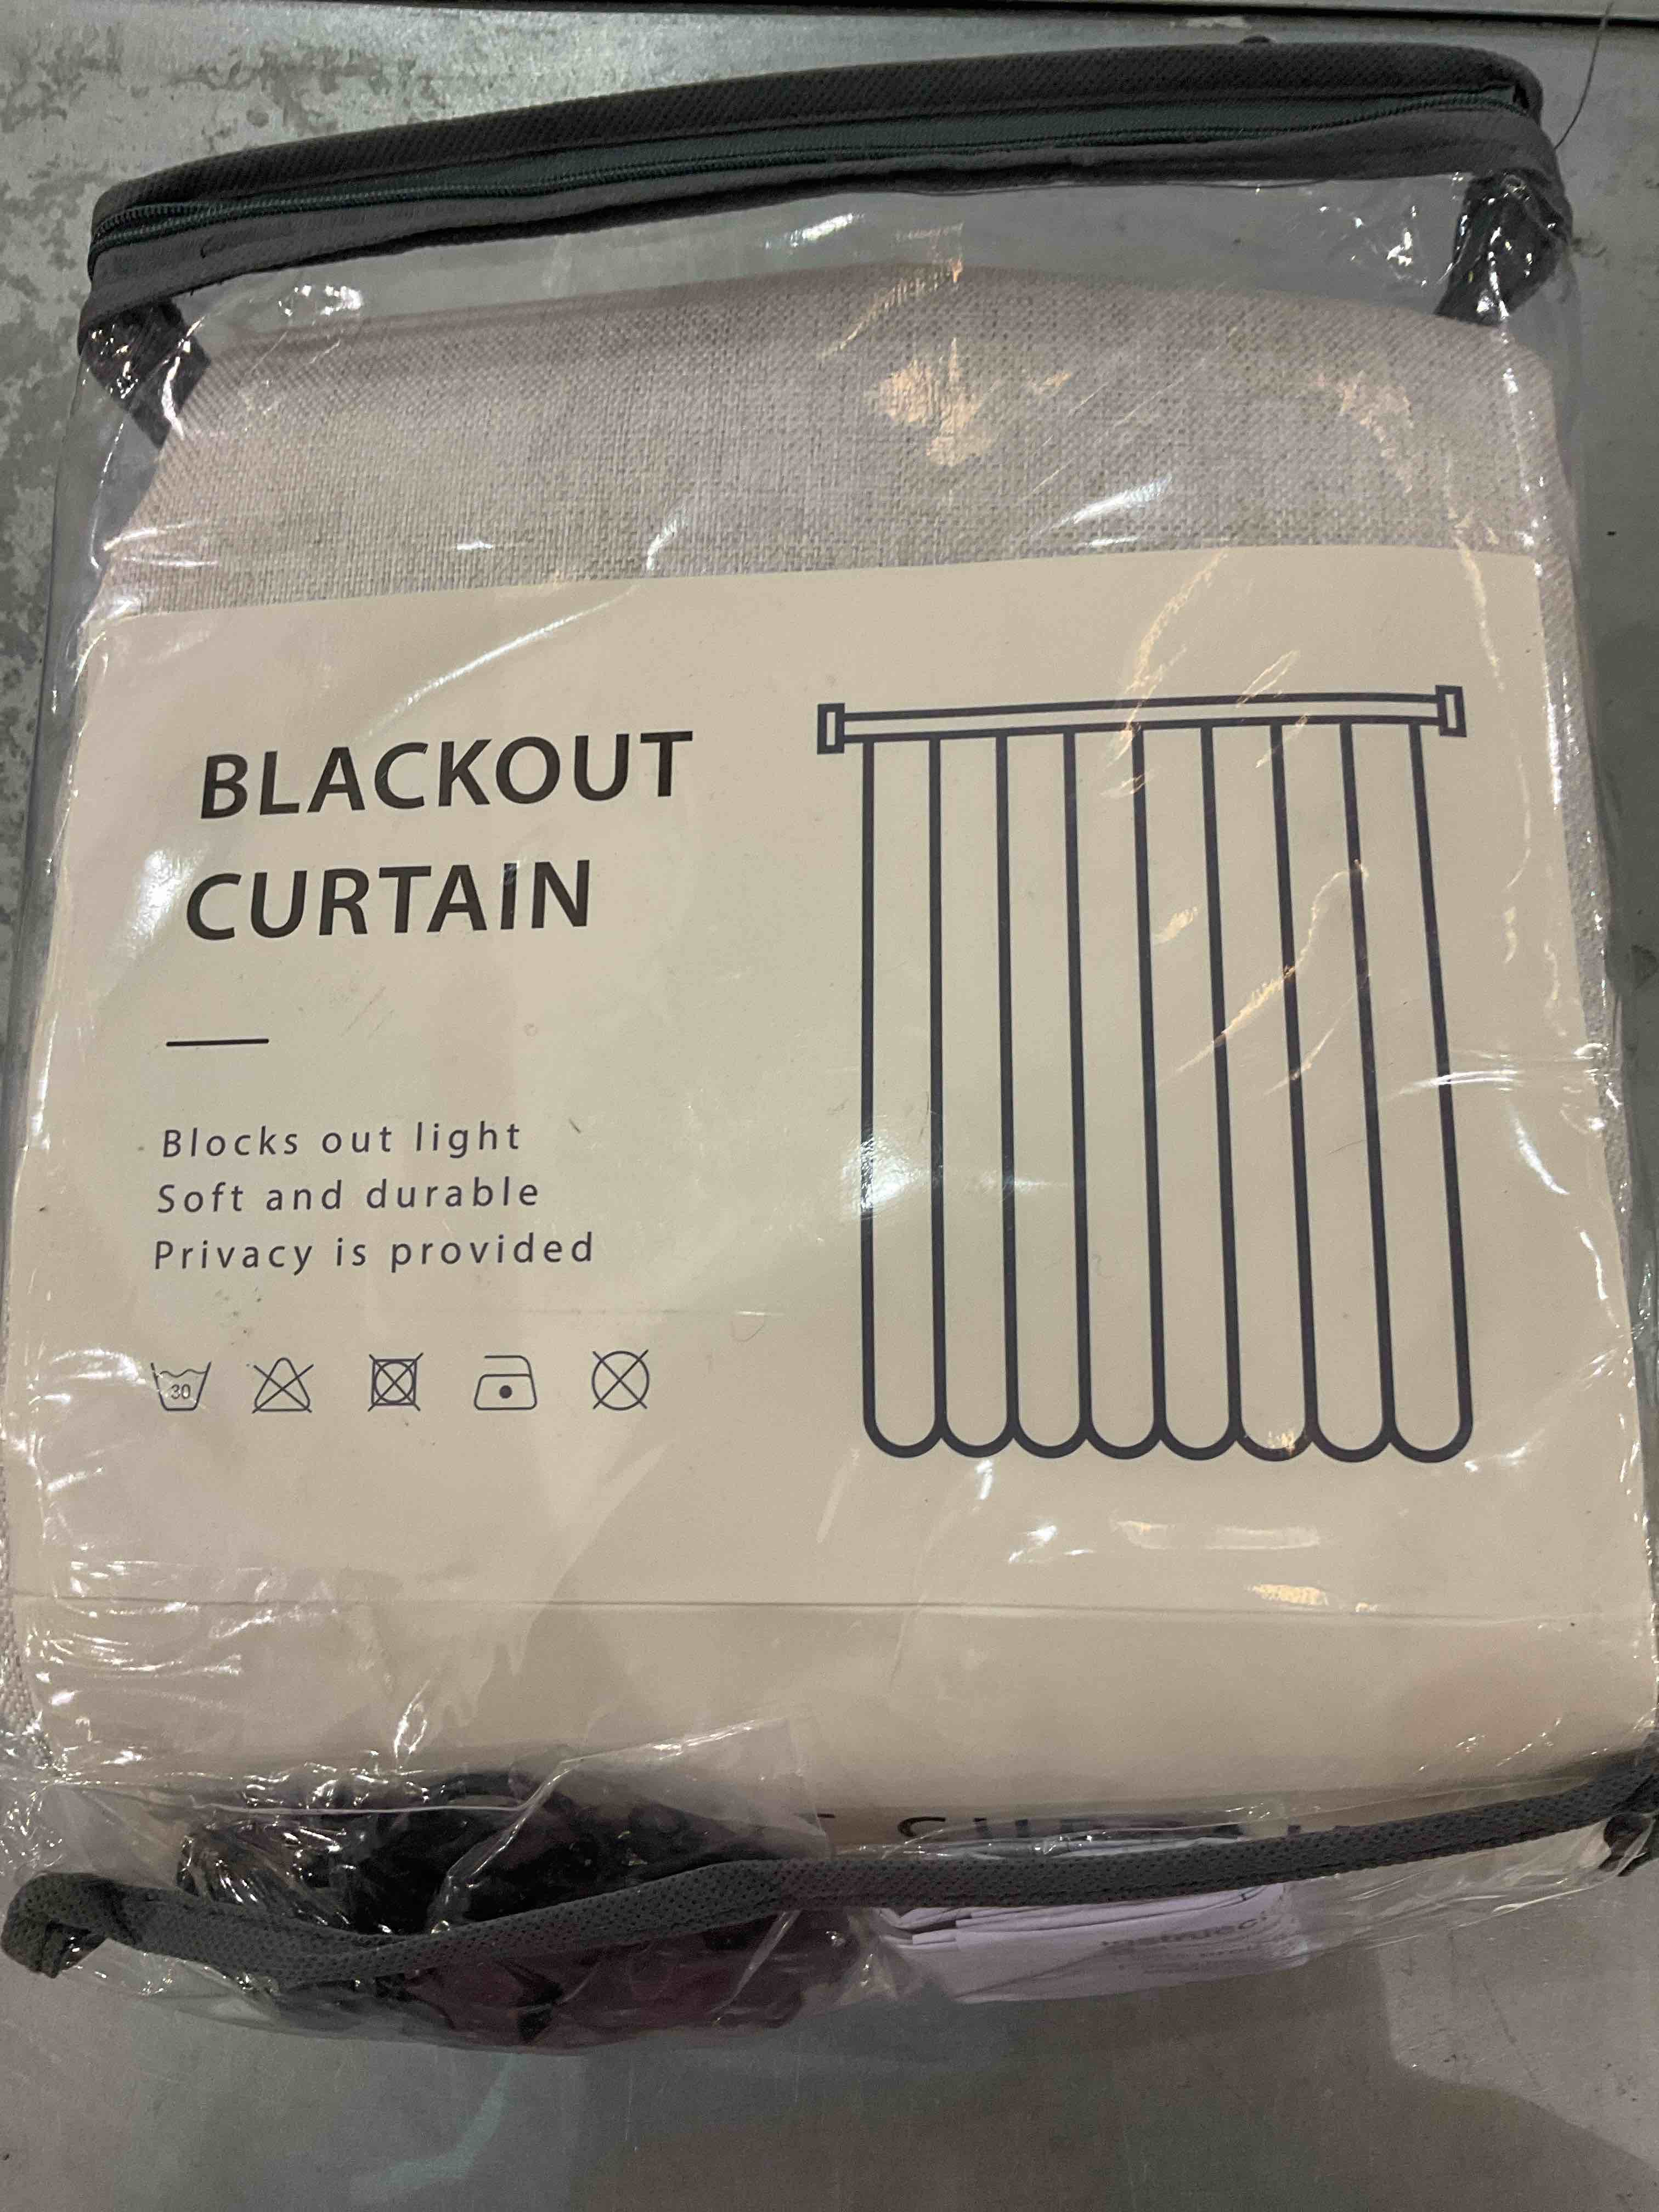 BLACKOUT
CURTAIN
Blocks out light
Soft and durable
Privacy is provided
30